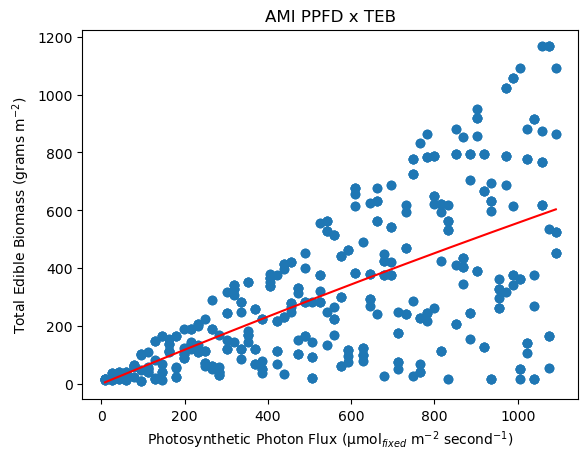 AMI PPFD x TEB
Total Edible Biomass (grams m⁻²)
1200
1000
800
600
400
200
0
0 200 400 600 800 1000
Photosynthetic Photon Flux (μmol_fixed m⁻² second⁻¹)